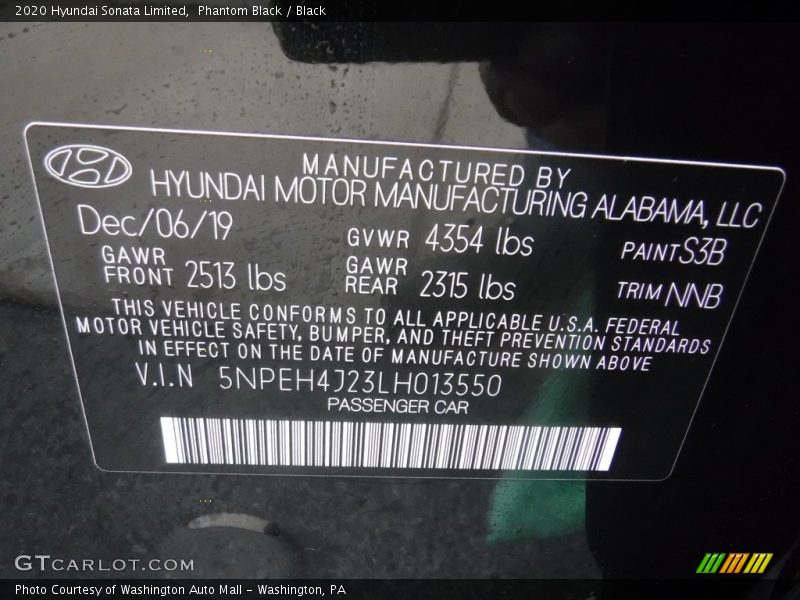 2020 Hyundai Sonata Limited,  Phantom Black / Black
MANUFACTURED BY
HYUNDAI MOTOR MANUFACTURING ALABAMA, LLC
Dec/06/19 GVWR 4354 lbs PAINT S3B
GAWR FRONT 2513 lbs GAWR REAR 2315 lbs TRIM NNB
THIS VEHICLE CONFORMS TO ALL APPLICABLE U.S.A. FEDERAL
MOTOR VEHICLE SAFETY, BUMPER, AND THEFT PREVENTION STANDARDS
IN EFFECT ON THE DATE OF MANUFACTURE SHOWN ABOVE
V.I.N 5NPEH4J23LH013550
PASSENGER CAR
GTCARLOT.COM
Photo Courtesy of Washington Auto Mall - Washington, PA